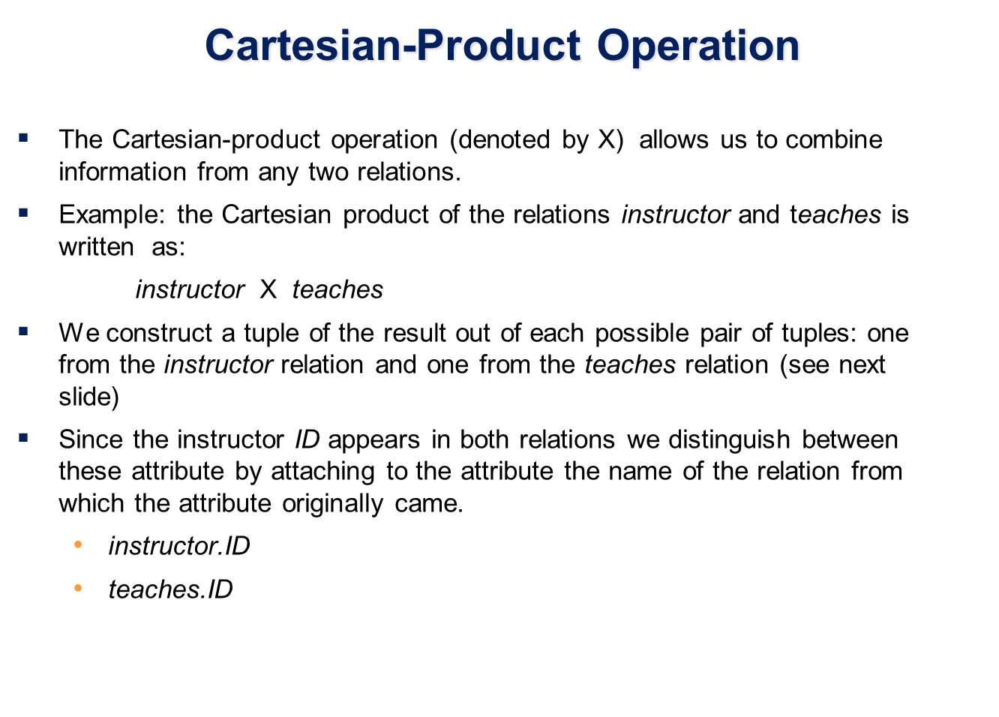 Cartesian-Product Operation
▪ The Cartesian-product operation (denoted by X) allows us to combine
information from any two relations.
▪ Example: the Cartesian product of the relations instructor and teaches is
written as:
instructor X teaches
▪ We construct a tuple of the result out of each possible pair of tuples: one
from the instructor relation and one from the teaches relation (see next
slide)
▪ Since the instructor ID appears in both relations we distinguish between
these attribute by attaching to the attribute the name of the relation from
which the attribute originally came.
• instructor.ID
• teaches.ID